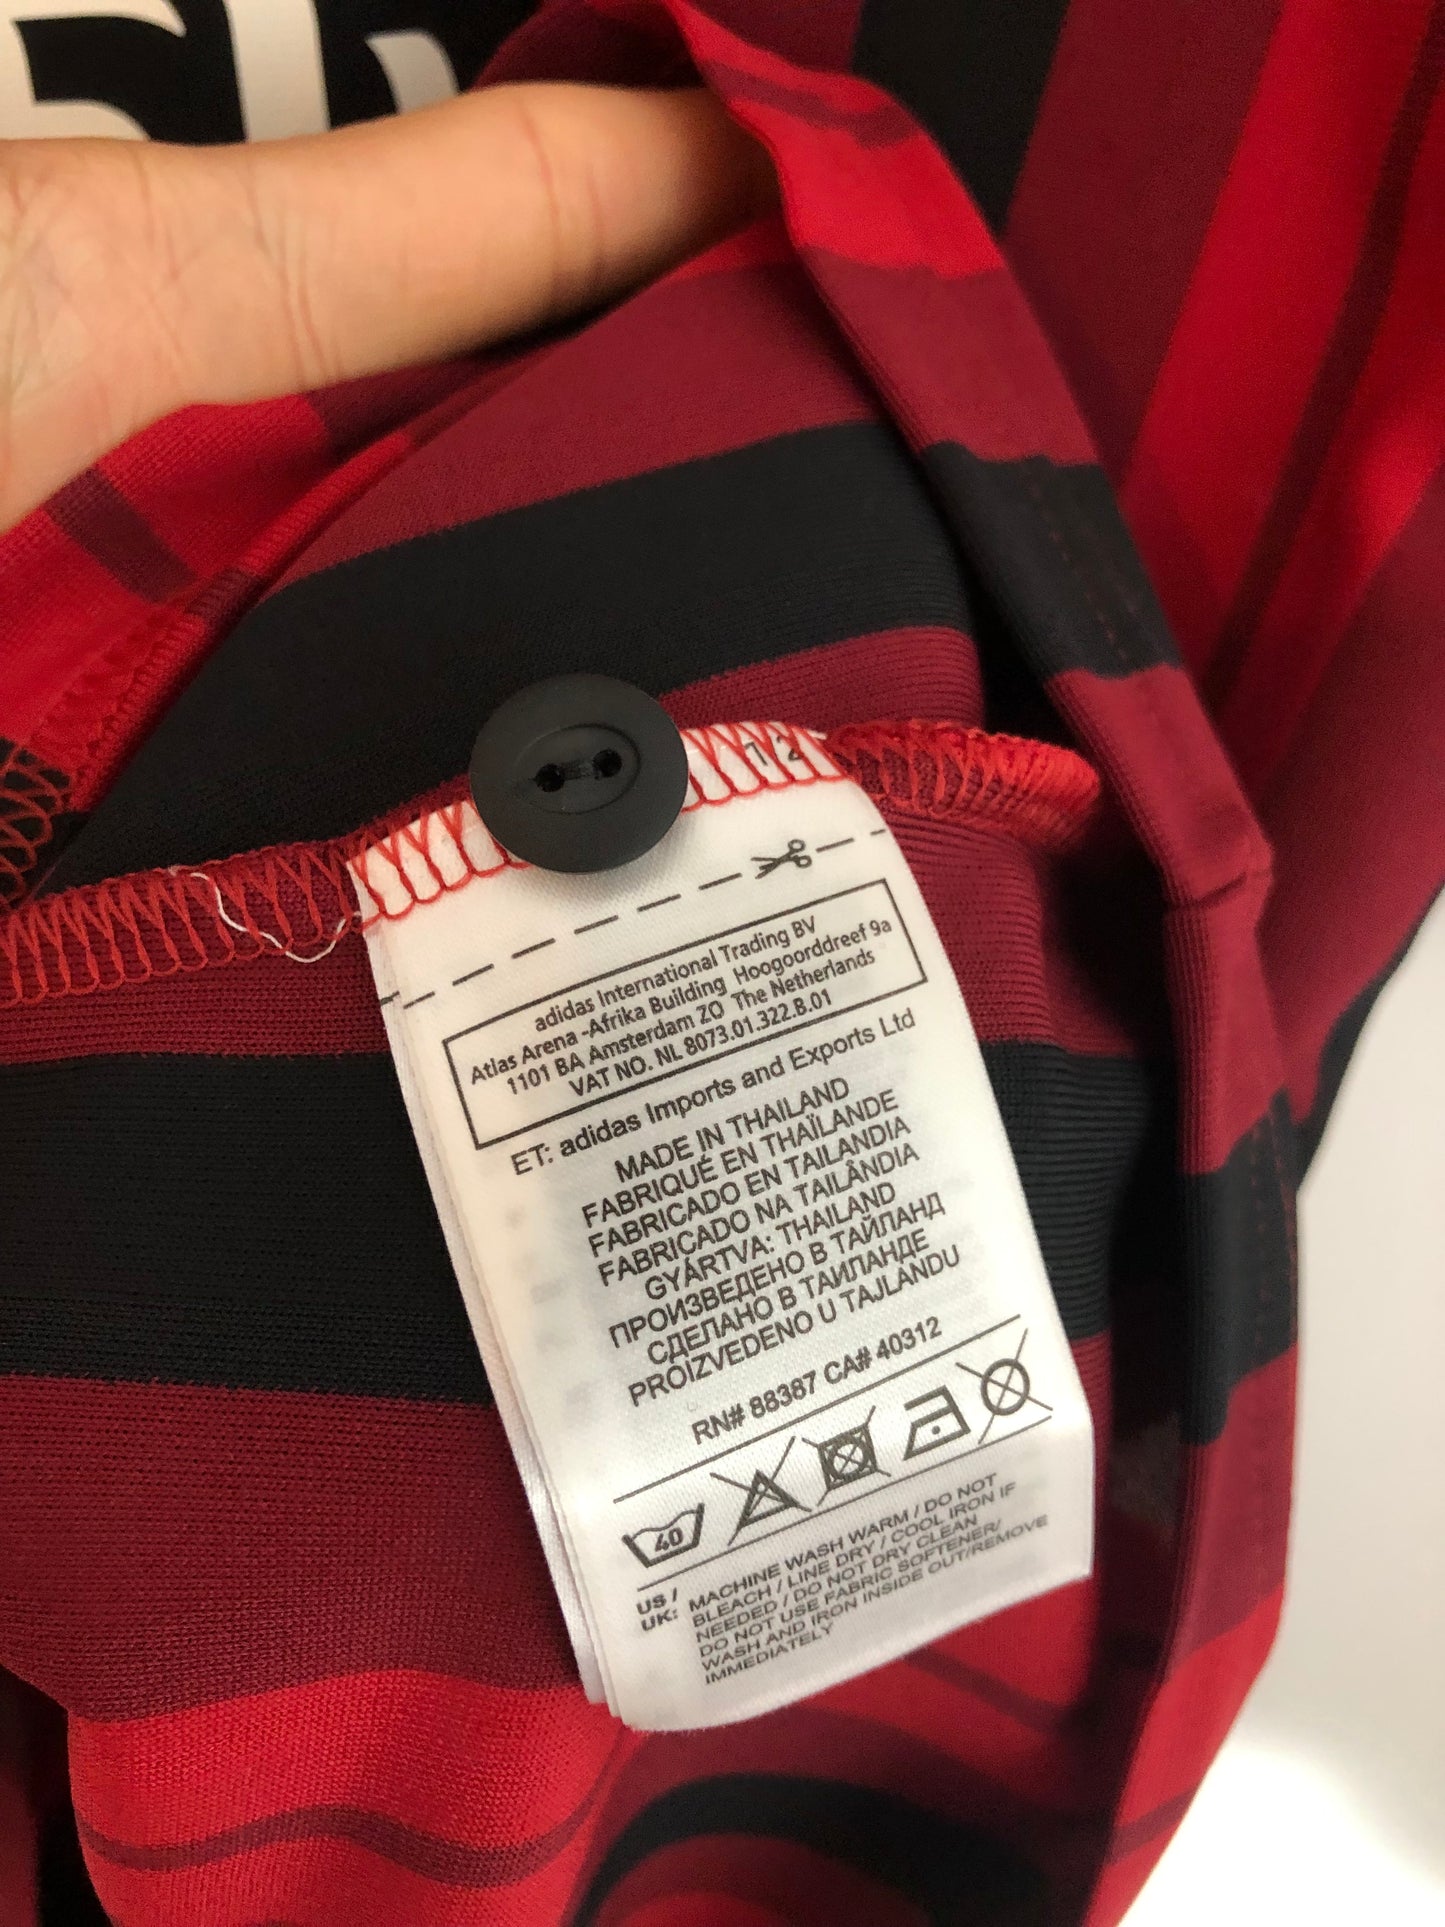 12
adidas International Trading BV
Atlas Arena -Afrika Building Hoogoorddreef 9a
1101 BA Amsterdam ZO The Netherlands
VAT NO. NL 8073.01.322.B.01
ET: adidas Imports and Exports Ltd
MADE IN THAILAND
FABRIQUÉ EN THAÏLANDE
FABRICADO EN TAILANDIA
FABRICADO NA TAILÂNDIA
GYÁRTVA: THAILAND
ПРОИЗВЕДЕНО В ТАЙЛАНД
СДЕЛАНО В ТАИЛАНДЕ
PROIZVEDENO U TAJLANDU
RN# 88387 CA# 40312
40
US / UK: MACHINE WASH WARM / DO NOT
BLEACH / LINE DRY / COOL IRON IF
NEEDED / DO NOT DRY CLEAN
DO NOT USE FABRIC SOFTENER/
WASH AND IRON INSIDE OUT/REMOVE
IMMEDIATELY